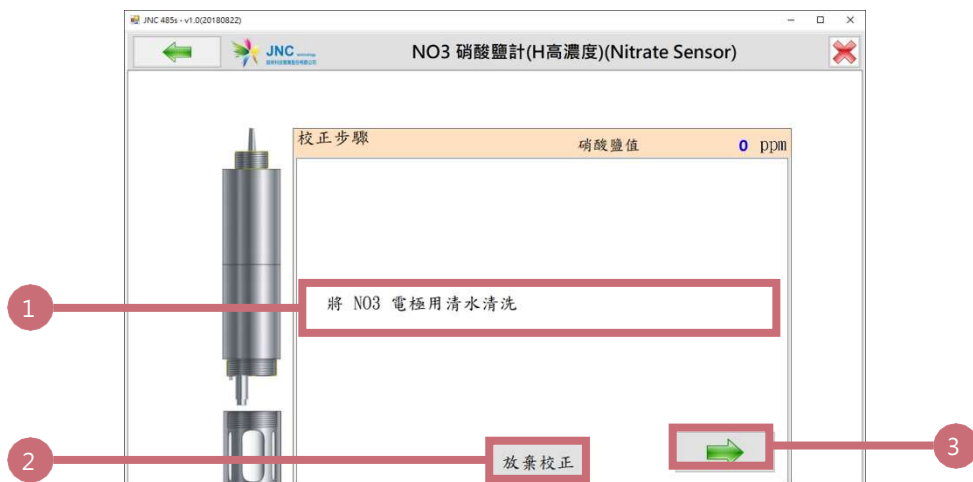 JNC 485s - v1.0(20180822)
JNC
NO3 硝酸鹽計(H高濃度)(Nitrate Sensor)
校正步驟
硝酸鹽值 0 ppm
1
將 NO3 電極用清水清洗
2
放棄校正
3